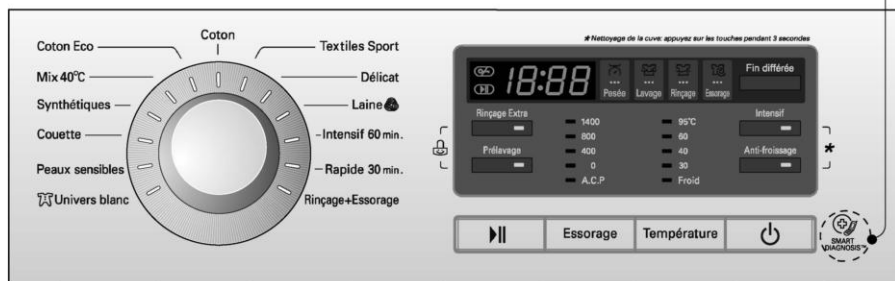 * Nettoyage de la cuve: appuyez sur les touches pendant 3 secondes
Coton
Coton Eco
Textiles Sport
Mix 40°C
Délicat
Synthétiques
Laine
Couette
Intensif 60 min.
Peaux sensibles
Rapide 30 min.
Univers blanc
Rinçage+Essorage
18:88
Pesée
Lavage
Rinçage
Essorage
Fin différée
Rinçage Extra
Prélavage
1400
800
400
0
A.C.P
95°C
60
40
30
Froid
Intensif
Anti-froissage
*
Essorage
Température
SMART
DIAGNOSIS™